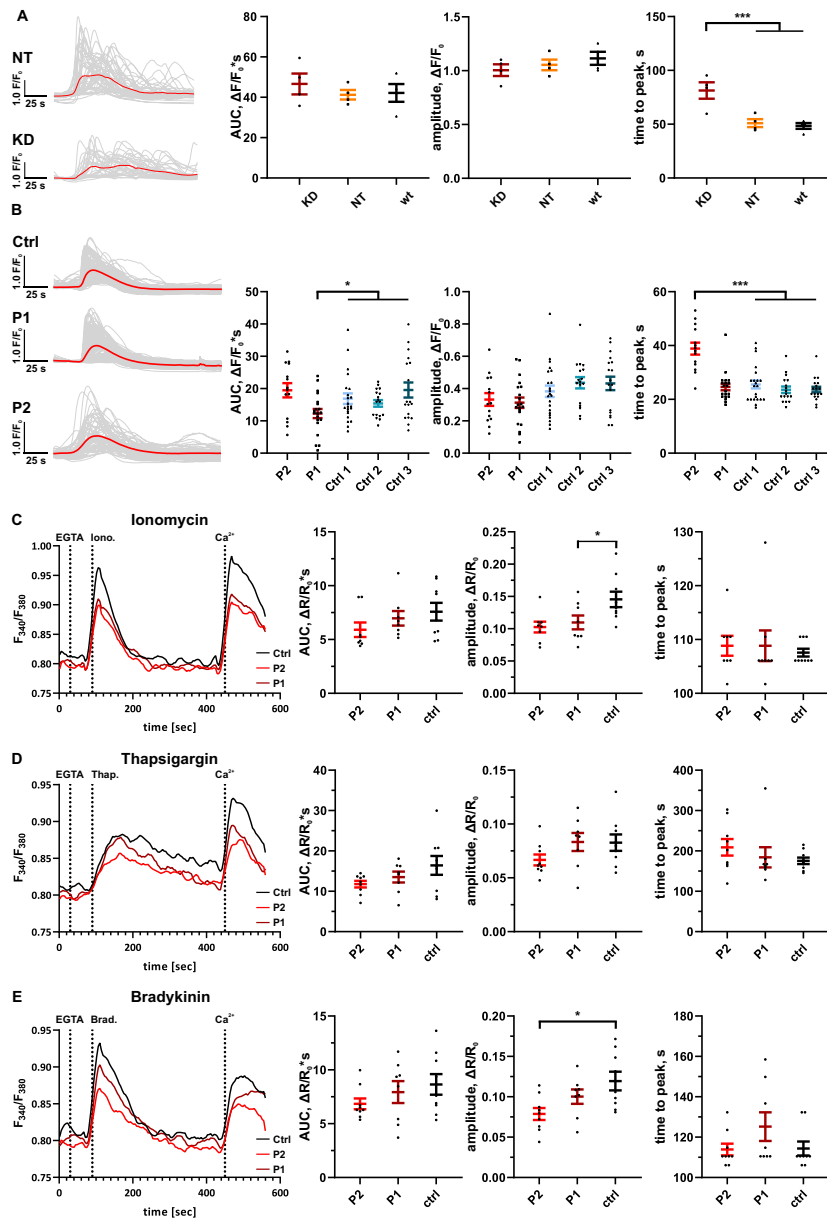 A
NT
1.0 F/F₀
25 s
KD
1.0 F/F₀
25 s
AUC, ΔF/F₀*s
80
60
40
20
0
KD
NT
wt
amplitude, ΔF/F₀
1.5
1.0
0.5
0.0
KD
NT
wt
time to peak, s
150
100
50
0
KD
NT
wt
***
B
Ctrl
1.0 F/F₀
25 s
P1
1.0 F/F₀
25 s
P2
1.0 F/F₀
25 s
AUC, ΔF/F₀*s
50
40
30
20
10
0
P2
P1
Ctrl 1
Ctrl 2
Ctrl 3
*
amplitude, ΔF/F₀
1.0
0.8
0.6
0.4
0.2
0.0
P2
P1
Ctrl 1
Ctrl 2
Ctrl 3
time to peak, s
60
40
20
0
P2
P1
Ctrl 1
Ctrl 2
Ctrl 3
***
C
Ionomycin
EGTA
Iono.
Ca²⁺
F₃₄₀/F₃₈₀
1.00
0.95
0.90
0.85
0.80
0.75
0
200
400
600
time [sec]
Ctrl
P2
P1
AUC, ΔR/R₀*s
15
10
5
0
P2
P1
ctrl
amplitude, ΔR/R₀
0.25
0.20
0.15
0.10
0.05
0.00
P2
P1
ctrl
*
time to peak, s
130
120
110
100
P2
P1
ctrl
D
Thapsigargin
EGTA
Thap.
Ca²⁺
F₃₄₀/F₃₈₀
0.95
0.90
0.85
0.80
0.75
0
200
400
600
time [sec]
Ctrl
P2
P1
AUC, ΔR/R₀*s
40
30
20
10
0
P2
P1
ctrl
amplitude, ΔR/R₀
0.15
0.10
0.05
0.00
P2
P1
ctrl
time to peak, s
400
300
200
100
0
P2
P1
ctrl
E
Bradykinin
EGTA
Brad.
Ca²⁺
F₃₄₀/F₃₈₀
0.95
0.90
0.85
0.80
0.75
0
200
400
600
time [sec]
Ctrl
P2
P1
AUC, ΔR/R₀*s
15
10
5
0
P2
P1
ctrl
amplitude, ΔR/R₀
0.20
0.15
0.10
0.05
0.00
P2
P1
ctrl
*
time to peak, s
180
160
140
120
100
P2
P1
ctrl